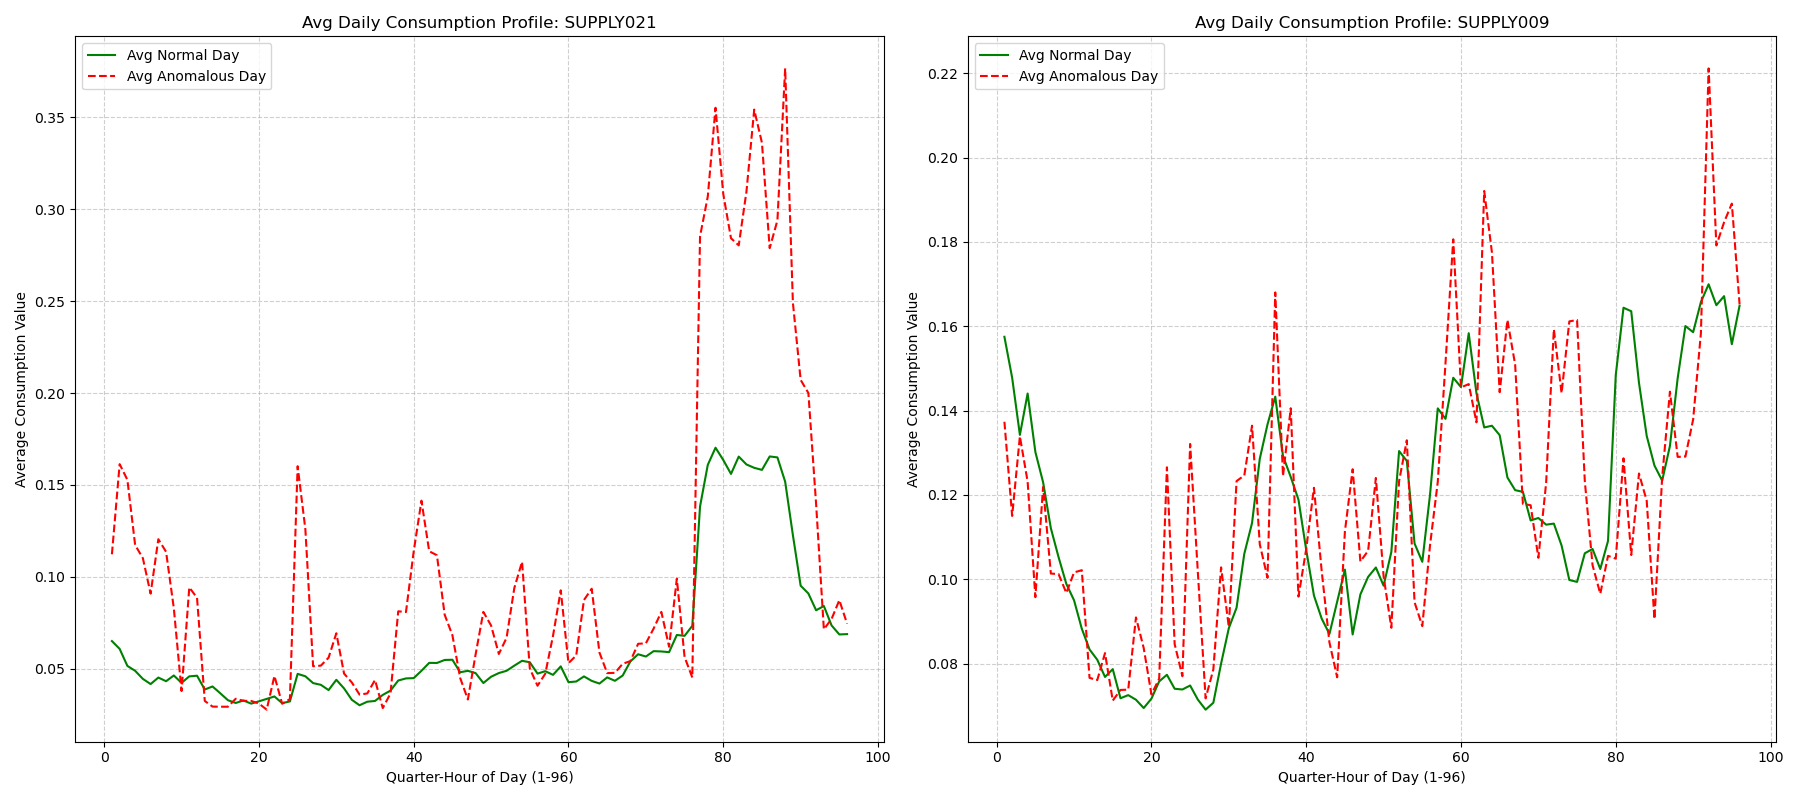 Avg Daily Consumption Profile: SUPPLY021
Avg Normal Day
Avg Anomalous Day
Average Consumption Value
0.35
0.30
0.25
0.20
0.15
0.10
0.05
0 20 40 60 80 100
Quarter-Hour of Day (1-96)
Avg Daily Consumption Profile: SUPPLY009
Avg Normal Day
Avg Anomalous Day
Average Consumption Value
0.22
0.20
0.18
0.16
0.14
0.12
0.10
0.08
0 20 40 60 80 100
Quarter-Hour of Day (1-96)